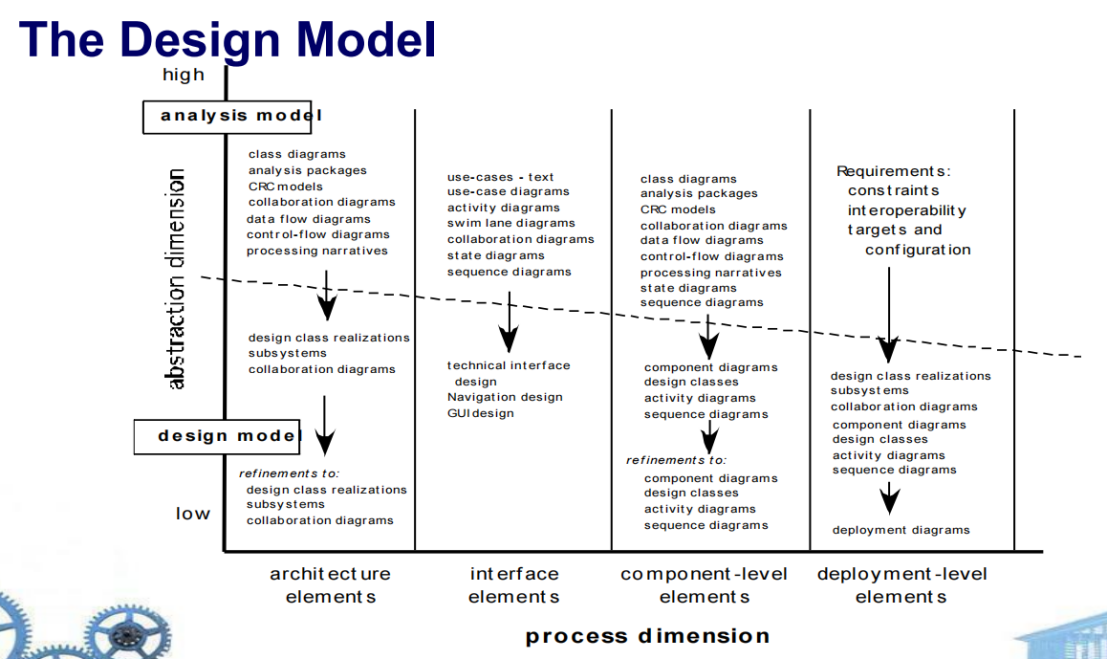 The Design Model
high
analysis model
abstraction dimension
class diagrams
analysis packages
CRC models
collaboration diagrams
data flow diagrams
control-flow diagrams
processing narratives
design class realizations
subsystems
collaboration diagrams
design model
refinements to:
design class realizations
subsystems
collaboration diagrams
low
use-cases - text
use-case diagrams
activity diagrams
swim lane diagrams
collaboration diagrams
state diagrams
sequence diagrams
technical interface
design
Navigation design
GUI design
class diagrams
analysis packages
CRC models
collaboration diagrams
data flow diagrams
control-flow diagrams
processing narratives
state diagrams
sequence diagrams
component diagrams
design classes
activity diagrams
sequence diagrams
refinements to:
component diagrams
design classes
activity diagrams
sequence diagrams
Requirements:
constraints
interoperability
targets and
configuration
design class realizations
subsystems
collaboration diagrams
component diagrams
design classes
activity diagrams
sequence diagrams
deployment diagrams
architecture
elements
interface
elements
component-level
elements
deployment-level
elements
process dimension